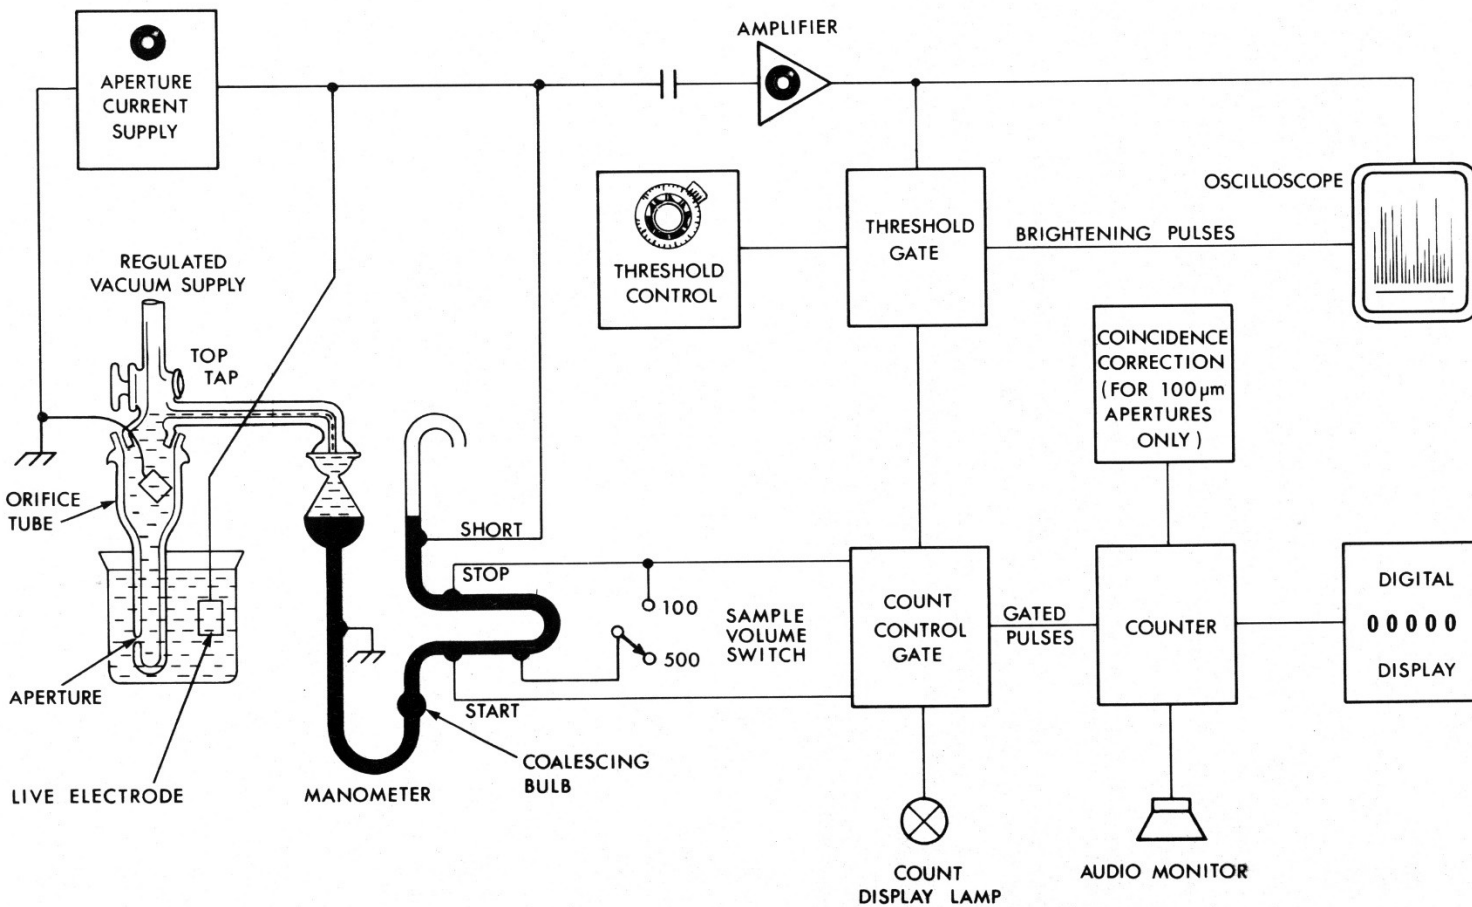 AMPLIFIER
APERTURE
CURRENT
SUPPLY
OSCILLOSCOPE
THRESHOLD
CONTROL
THRESHOLD
GATE
BRIGHTENING PULSES
REGULATED
VACUUM SUPPLY
TOP
TAP
COINCIDENCE
CORRECTION
(FOR 100µm
APERTURES
ONLY)
ORIFICE
TUBE
SHORT
STOP
100
500
SAMPLE
VOLUME
SWITCH
COUNT
CONTROL
GATE
GATED
PULSES
COUNTER
DIGITAL
00000
DISPLAY
APERTURE
START
COALESCING
BULB
LIVE ELECTRODE
MANOMETER
COUNT
DISPLAY LAMP
AUDIO MONITOR